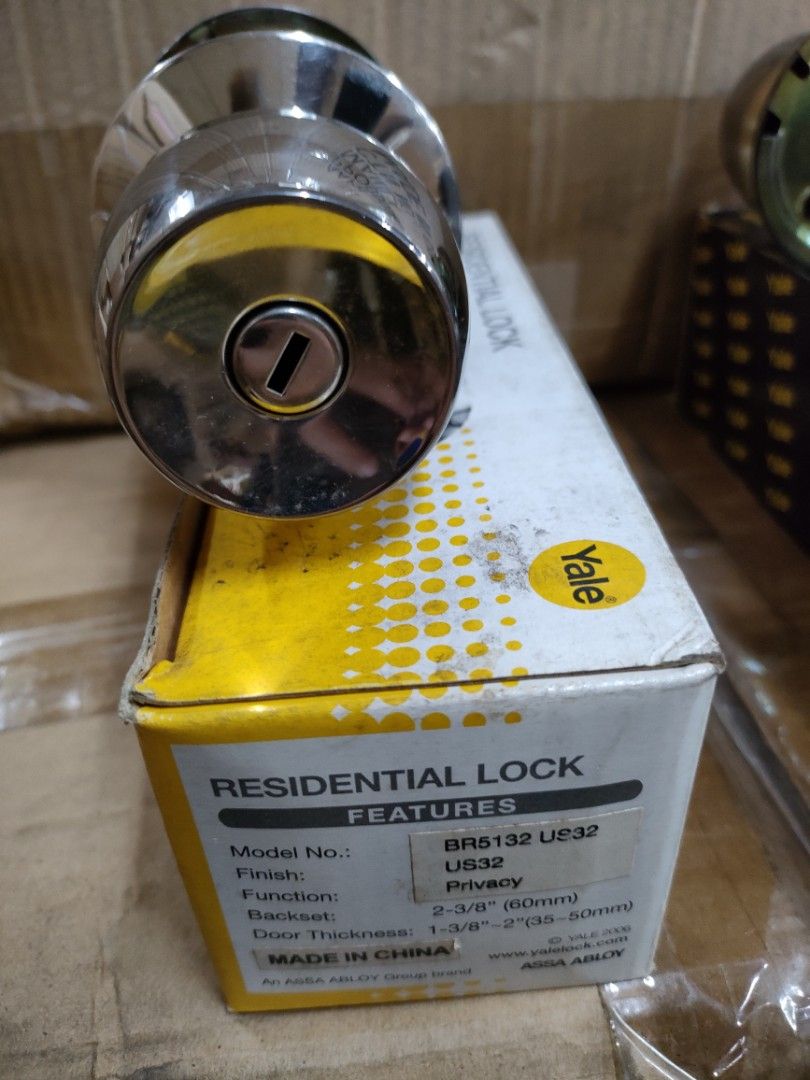 RESIDENTIAL LOCK
Yale
RESIDENTIAL LOCK
FEATURES
Model No.: BR5132 US32
Finish: US32
Function: Privacy
Backset: 2-3/8" (60mm)
Door Thickness: 1-3/8"~2"(35~50mm)
MADE IN CHINA
© YALE 2006
www.yalelock.com
An ASSA ABLOY Group brand
ASSA ABLOY